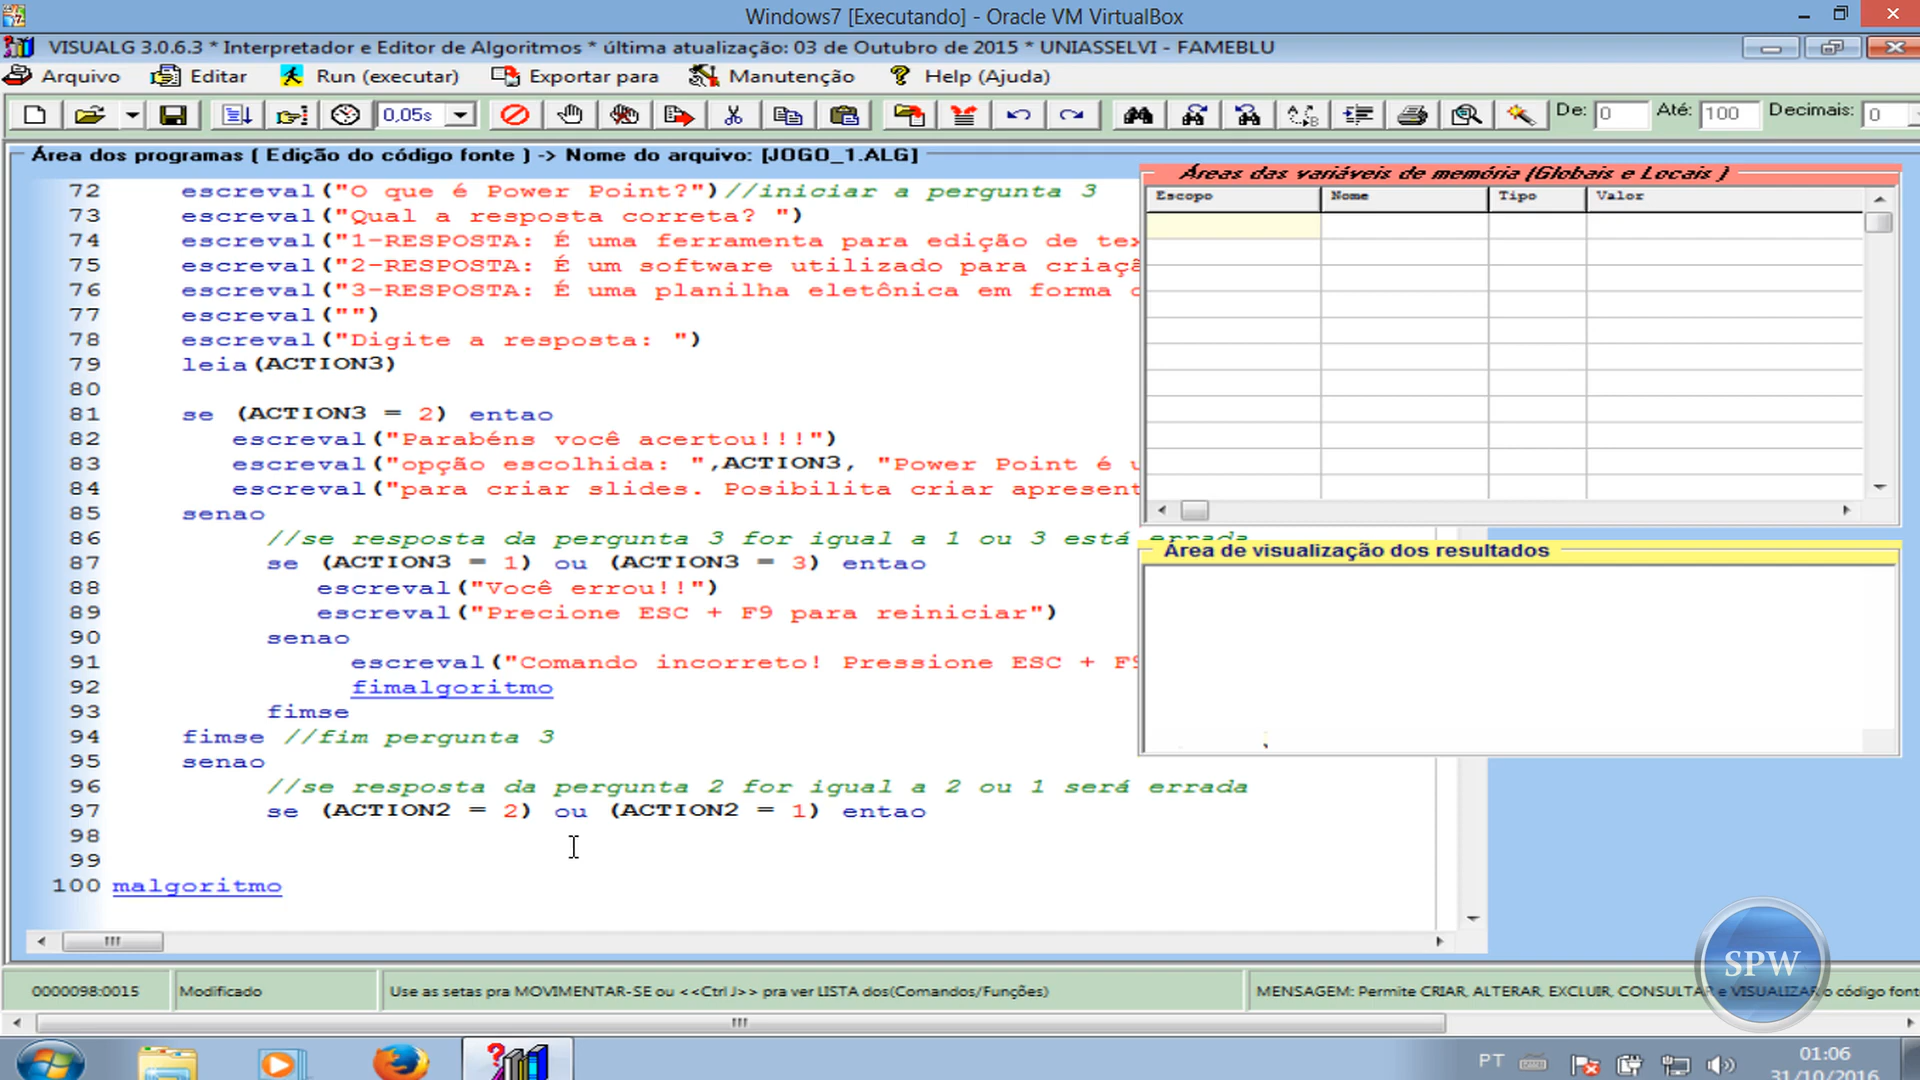 Windows7 [Executando] - Oracle VM VirtualBox
VISUALG 3.0.6.3 * Interpretador e Editor de Algoritmos * última atualização: 03 de Outubro de 2015 * UNIASSELVI - FAMEBLU
Arquivo Editar Run (executar) Exportar para Manutenção Help (Ajuda)
0,05s De: 0 Até: 100 Decimais: 0
Área dos programas ( Edição do código fonte ) -> Nome do arquivo: [JOGO_1.ALG]
Áreas das variáveis de memória (Globais e Locais )
Escopo Nome Tipo Valor
72 escreval("O que é Power Point?")//iniciar a pergunta 3
73 escreval("Qual a resposta correta? ")
74 escreval("1-RESPOSTA: É uma ferramenta para edição de
75 escreval("2-RESPOSTA: É um software utilizado para
76 escreval("3-RESPOSTA: É uma planilha eletônica em forma
77 escreval("")
78 escreval("Digite a resposta: ")
79 leia(ACTION3)
80
81 se (ACTION3 = 2) entao
82 escreval("Parabéns você acertou!!!")
83 escreval("opção escolhida: ",ACTION3, "Power Point é
84 escreval("para criar slides. Posibilita criar
85 senao
86 //se resposta da pergunta 3 for igual a 1 ou 3 está errada
87 se (ACTION3 = 1) ou (ACTION3 = 3) entao
88 escreval("Você errou!!")
89 escreval("Precione ESC + F9 para reiniciar")
90 senao
91 escreval("Comando incorreto! Pressione ESC + F9
92 fimalgoritmo
93 fimse
94 fimse //fim pergunta 3
95 senao
96 //se resposta da pergunta 2 for igual a 2 ou 1 será errada
97 se (ACTION2 = 2) ou (ACTION2 = 1) entao
98
99
100 malgoritmo
Área de visualização dos resultados
SPW
0000098:0015 Modificado Use as setas pra MOVIMENTAR-SE ou <<Ctrl J>> pra ver LISTA dos(Comandos/Funções) MENSAGEM: Permite CRIAR, ALTERAR, EXCLUIR, CONSULTAR e VISUALIZAR o código
PT 01:06
31/10/2016